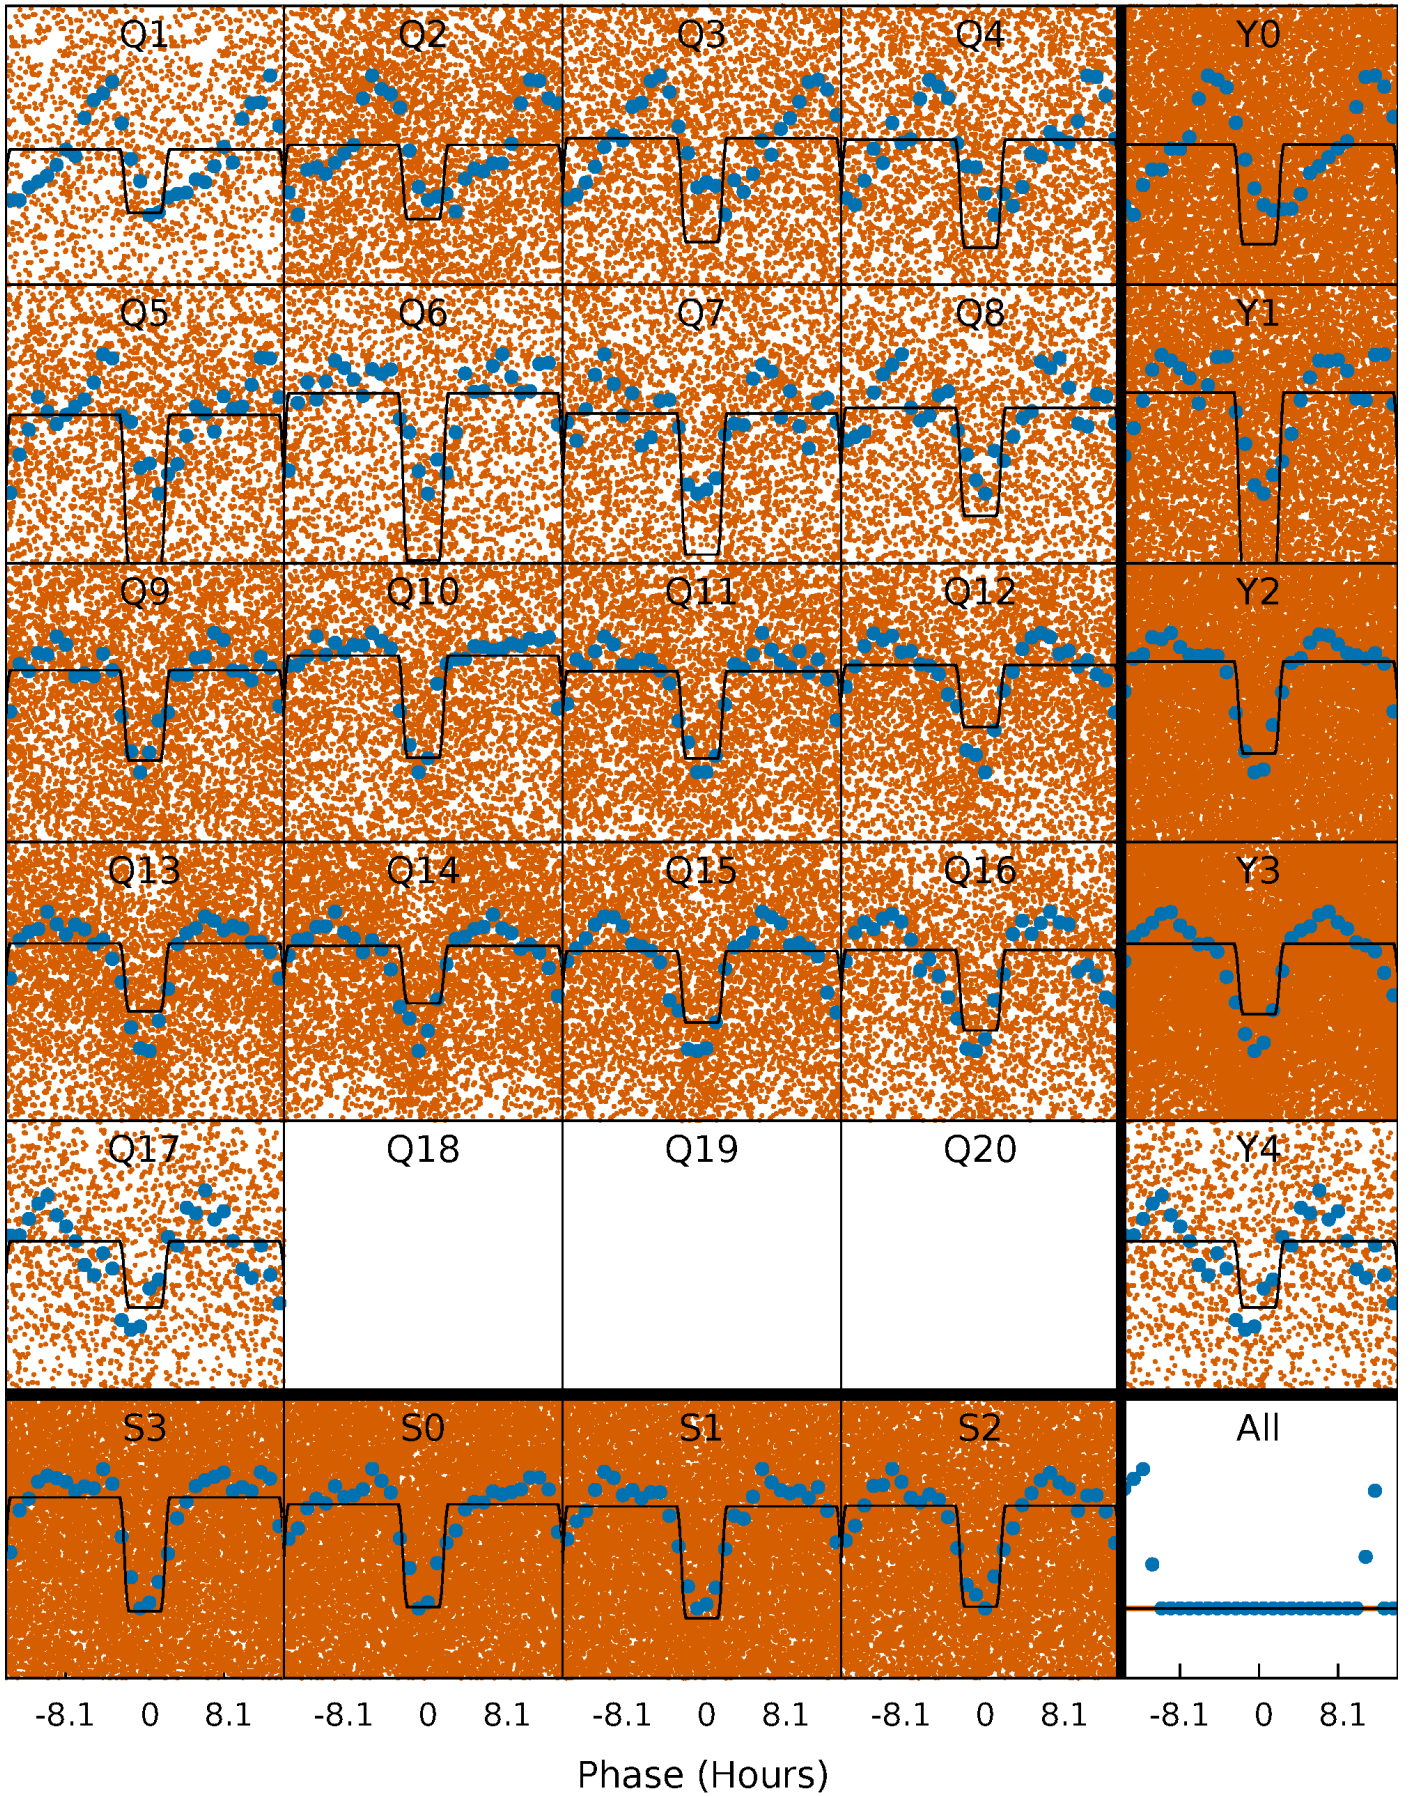 Q1 Q2 Q3 Q4 Y0
Q5 Q6 Q7 Q8 Y1
Q9 Q10 Q11 Q12 Y2
Q13 Q14 Q15 Q16 Y3
Q17 Q18 Q19 Q20 Y4
S3 S0 S1 S2 All
-8.1 0 8.1 -8.1 0 8.1 -8.1 0 8.1 -8.1 0 8.1 -8.1 0 8.1
Phase (Hours)